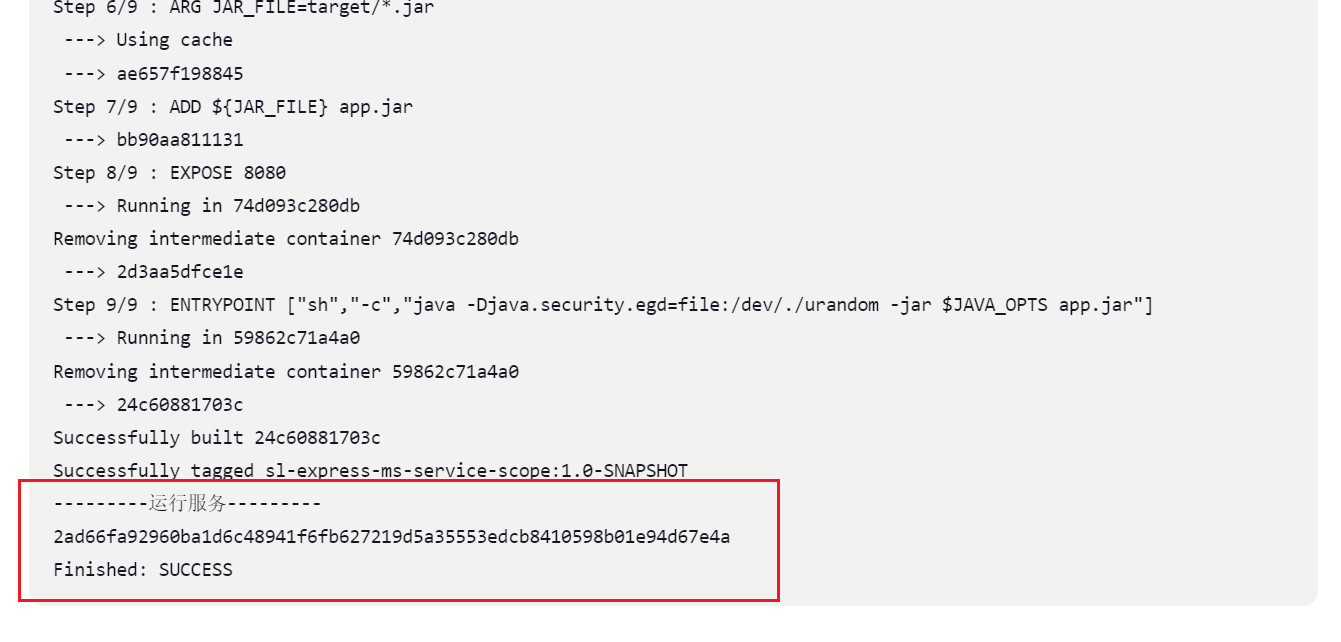 Step 6/9 : ARG JAR_FILE=target/*.jar
---> Using cache
---> ae657f198845
Step 7/9 : ADD ${JAR_FILE} app.jar
---> bb90aa811131
Step 8/9 : EXPOSE 8080
---> Running in 74d093c280db
Removing intermediate container 74d093c280db
---> 2d3aa5dfce1e
Step 9/9 : ENTRYPOINT ["sh","-c","java -Djava.security.egd=file:/dev/./urandom -jar $JAVA_OPTS app.jar"]
---> Running in 59862c71a4a0
Removing intermediate container 59862c71a4a0
---> 24c60881703c
Successfully built 24c60881703c
Successfully tagged sl-express-ms-service-scope:1.0-SNAPSHOT
---------运行服务---------
2ad66fa92960ba1d6c48941f6fb627219d5a35553edcb8410598b01e94d67e4a
Finished: SUCCESS